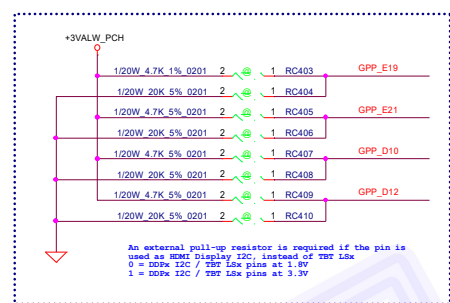 +3VALW_PCH
1/20W_4.7K_1%_0201 2 @ 1 RC403 GPP_E19
1/20W_20K_5%_0201 2 @ 1 RC404
1/20W_4.7K_5%_0201 2 @ 1 RC405 GPP_E21
1/20W_20K_5%_0201 2 @ 1 RC406
1/20W_4.7K_5%_0201 2 @ 1 RC407 GPP_D10
1/20W_20K_5%_0201 2 @ 1 RC408
1/20W_4.7K_5%_0201 2 @ 1 RC409 GPP_D12
1/20W_20K_5%_0201 2 @ 1 RC410
An external pull-up resistor is required if the pin is
used as HDMI Display I2C, instead of TBT LSx
0 = DDPx I2C / TBT LSx pins at 1.8V
1 = DDPx I2C / TBT LSx pins at 3.3V